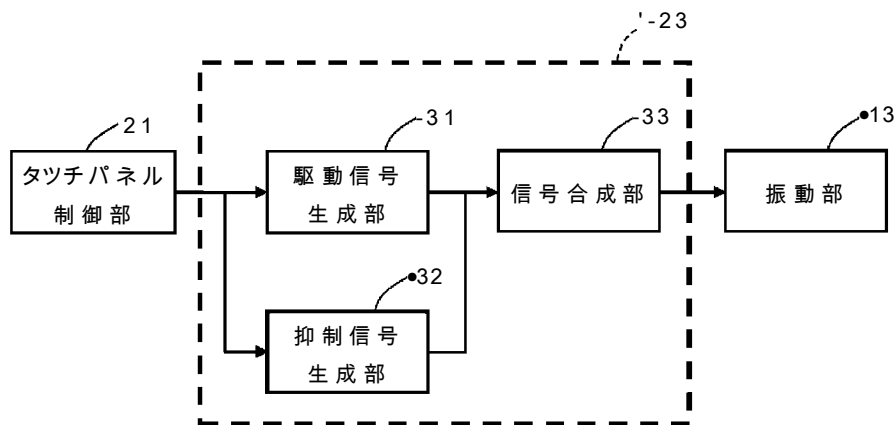 '-23
21
-31
-33
●13
タツチパネル
制御部
駆動信号
生成部
信号合成部
振動部
●32
抑制信号
生成部